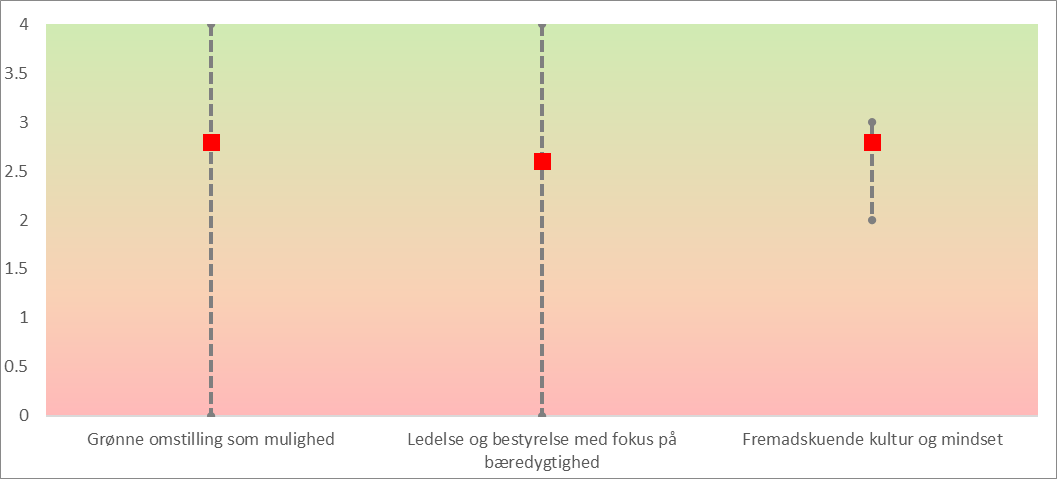 4
3.5
3
2.5
2
1.5
1
0.5
0
Grønne omstilling som mulighed
Ledelse og bestyrelse med fokus på
bæredygtighed
Fremadskuende kultur og mindset